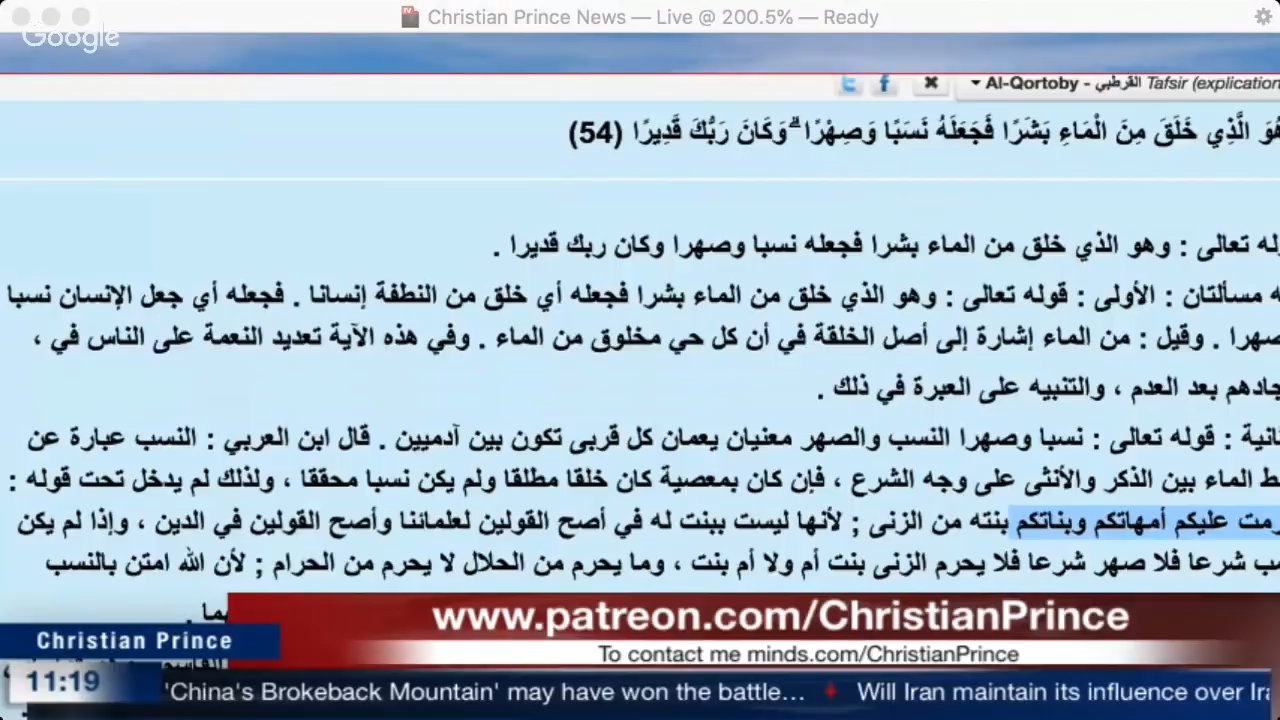 Christian Prince News — Live @ 200.5% — Ready
Google
Al-Qortoby - القرطبي Tafsir (explication
الَّذِي خَلَقَ مِنَ الْمَاءِ بَشَرًا فَجَعَلَهُ نَسَبًا وَصِهْرًا ۗ وَكَانَ رَبُّكَ قَدِيرًا (54)
تعالى : وهو الذي خلق من الماء بشرا فجعله نسبا وصهرا وكان ربك قديرا .
مسألتان : الأولى : قوله تعالى : وهو الذي خلق من الماء بشرا فجعله أي خلق من النطفة إنسانا . فجعله أي جعل الإنسان نسبا
وقيل : من الماء إشارة إلى أصل الخلقة في أن كل حي مخلوق من الماء . وفي هذه الآية تعديد النعمة على الناس في ،
بعد العدم ، والتنبيه على العبرة في ذلك .
: قوله تعالى : نسبا وصهرا النسب والصهر معنيان يعمان كل قربى تكون بين آدميين . قال ابن العربي : النسب عبارة عن
الماء بين الذكر والأنثى على وجه الشرع ، فإن كان بمعصية كان خلقا مطلقا ولم يكن نسبا محققا ، ولذلك لم يدخل تحت قوله :
عليكم أمهاتكم وبناتكم بنته من الزنى ; لأنها ليست ببنت له في أصح القولين لعلمائنا وأصح القولين في الدين ، وإذا لم يكن
شرعا فلا صهر شرعا فلا يحرم الزنى بنت أم ولا أم بنت ، وما يحرم من الحلال لا يحرم من الحرام ; لأن الله امتن بالنسب
www.patreon.com/ChristianPrince
Christian Prince
To contact me minds.com/ChristianPrince
11:19
'China's Brokeback Mountain' may have won the battle... Will Iran maintain its influence over